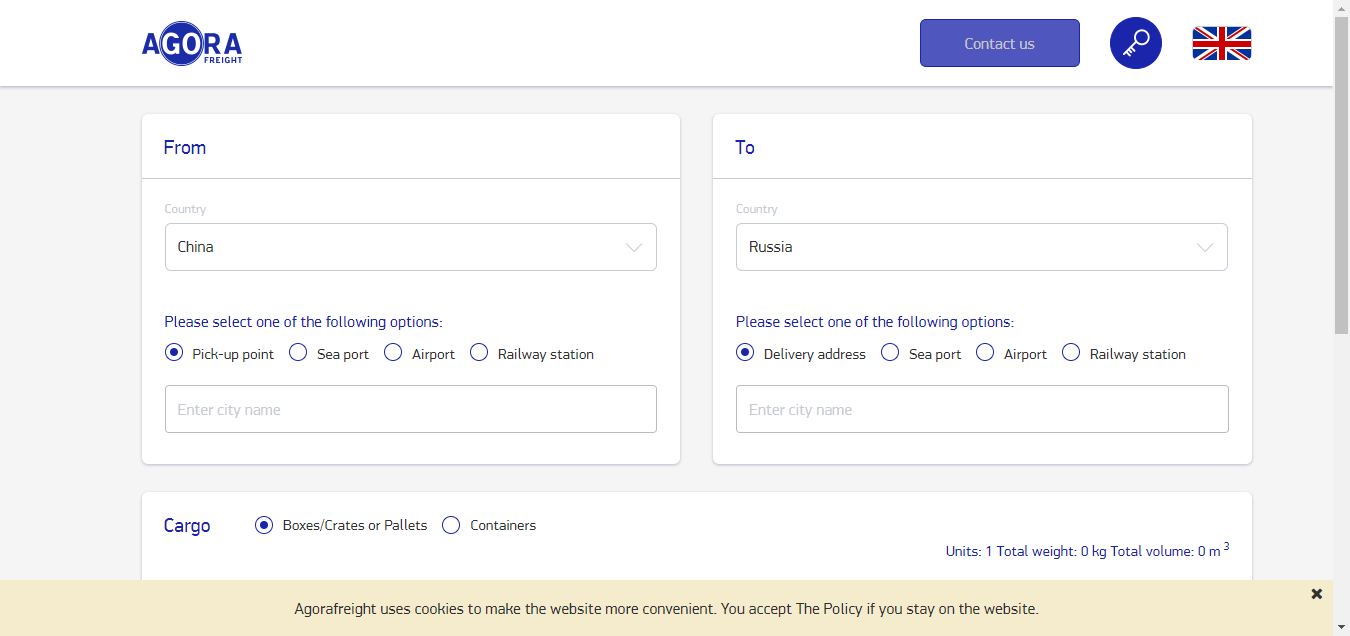 AGORA
FREIGHT
Contact us
From
Country
China
Please select one of the following options:
Pick-up point Sea port Airport Railway station
Enter city name
To
Country
Russia
Please select one of the following options:
Delivery address Sea port Airport Railway station
Enter city name
Cargo Boxes/Crates or Pallets Containers
Units: 1 Total weight: 0 kg Total volume: 0 m 3
Agorafreight uses cookies to make the website more convenient. You accept The Policy if you stay on the website.